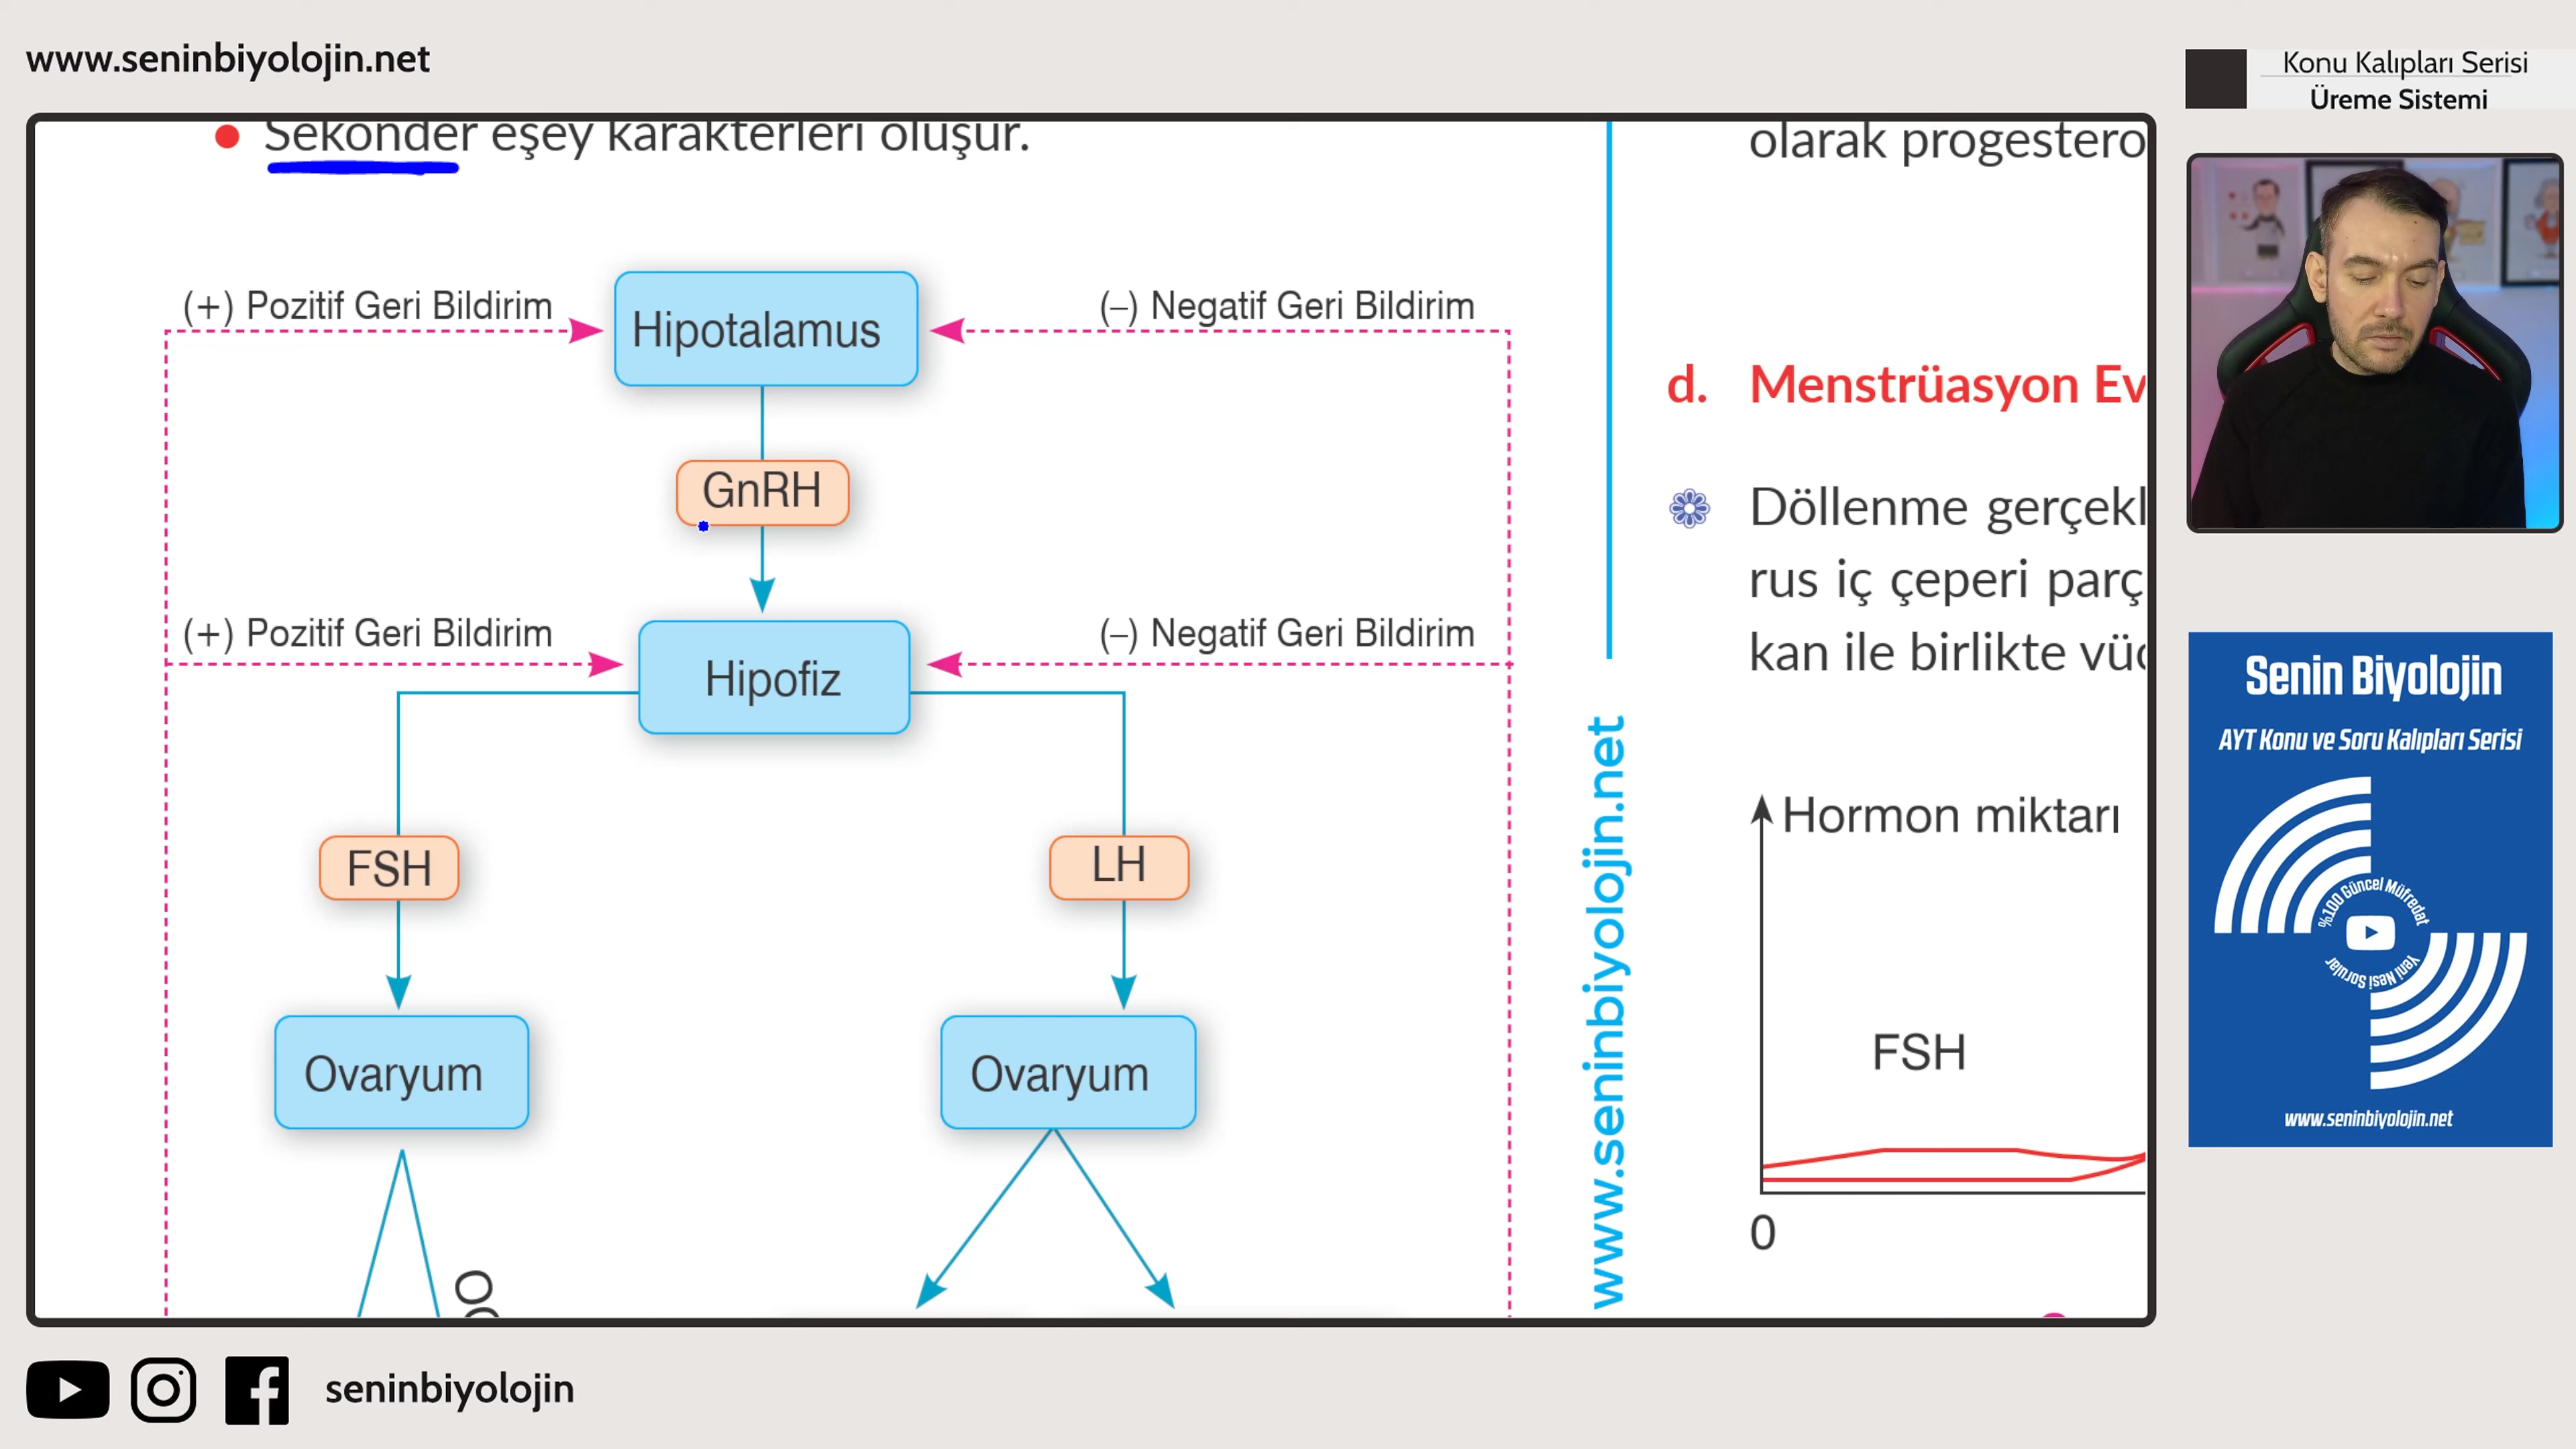 www.seninbiyolojin.net
Konu Kalıpları Serisi
Üreme Sistemi
Sekonder eşey karakterleri oluşur.
(+) Pozitif Geri Bildirim
Hipotalamus
(–) Negatif Geri Bildirim
GnRH
(+) Pozitif Geri Bildirim
Hipofiz
(–) Negatif Geri Bildirim
FSH
LH
Ovaryum
Ovaryum
www.seninbiyolojin.net
olarak progestero
d. Menstrüasyon Ev
Döllenme gerçekl
rus iç çeperi parç
kan ile birlikte vüc
Hormon miktarı
FSH
0
Senin Biyolojin
AYT Konu ve Soru Kalıpları Serisi
%100 Güncel Müfredat
Yeni Nesi Sorular
www.seninbiyolojin.net
seninbiyolojin